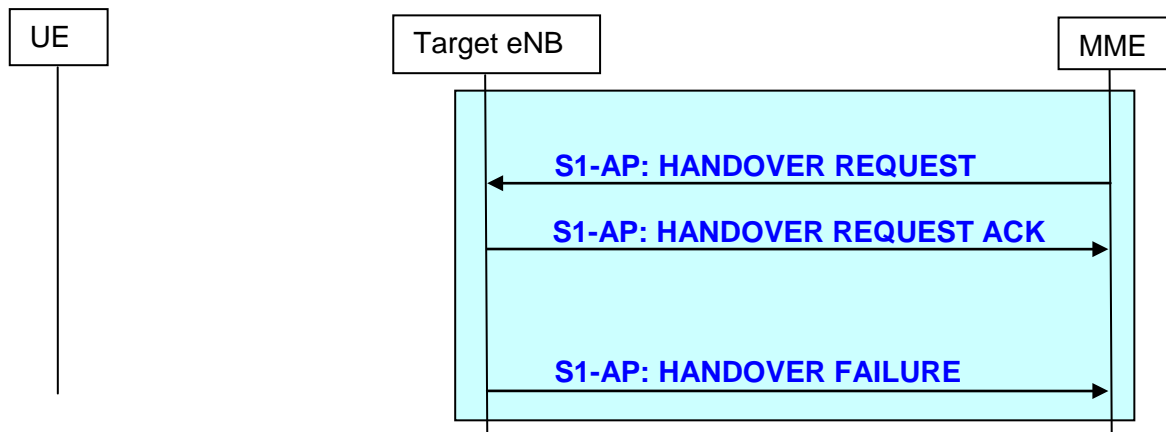 UE
Target eNB
MME
S1-AP: HANDOVER REQUEST
S1-AP: HANDOVER REQUEST ACK
S1-AP: HANDOVER FAILURE